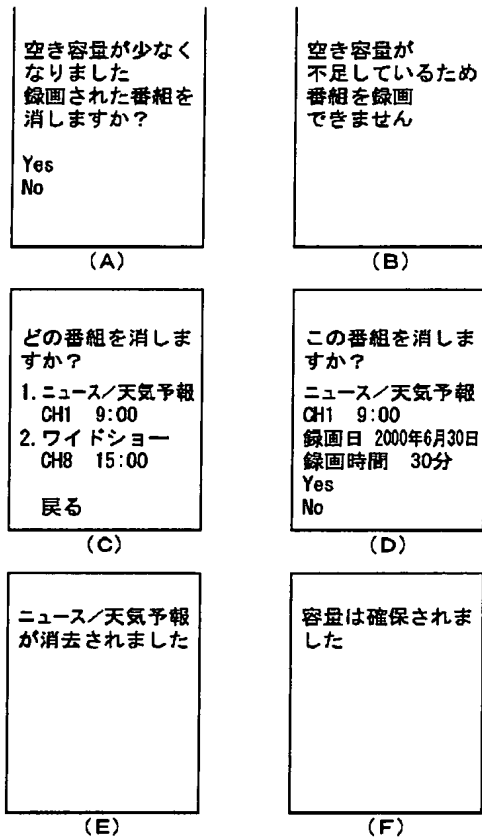 空き容量が少なく
なりました
録画された番組を
消しますか？
Yes
No
(A)
空き容量が
不足しているため
番組を録画
できません
(B)
どの番組を消しま
すか？
1. ニュース／天気予報
CH1 9:00
2. ワイドショー
CH8 15:00
戻る
(C)
この番組を消しま
すか？
ニュース／天気予報
CH1 9:00
録画日 2000年6月30日
録画時間 30分
Yes
No
(D)
ニュース／天気予報
が消去されました
(E)
容量は確保されま
した
(F)